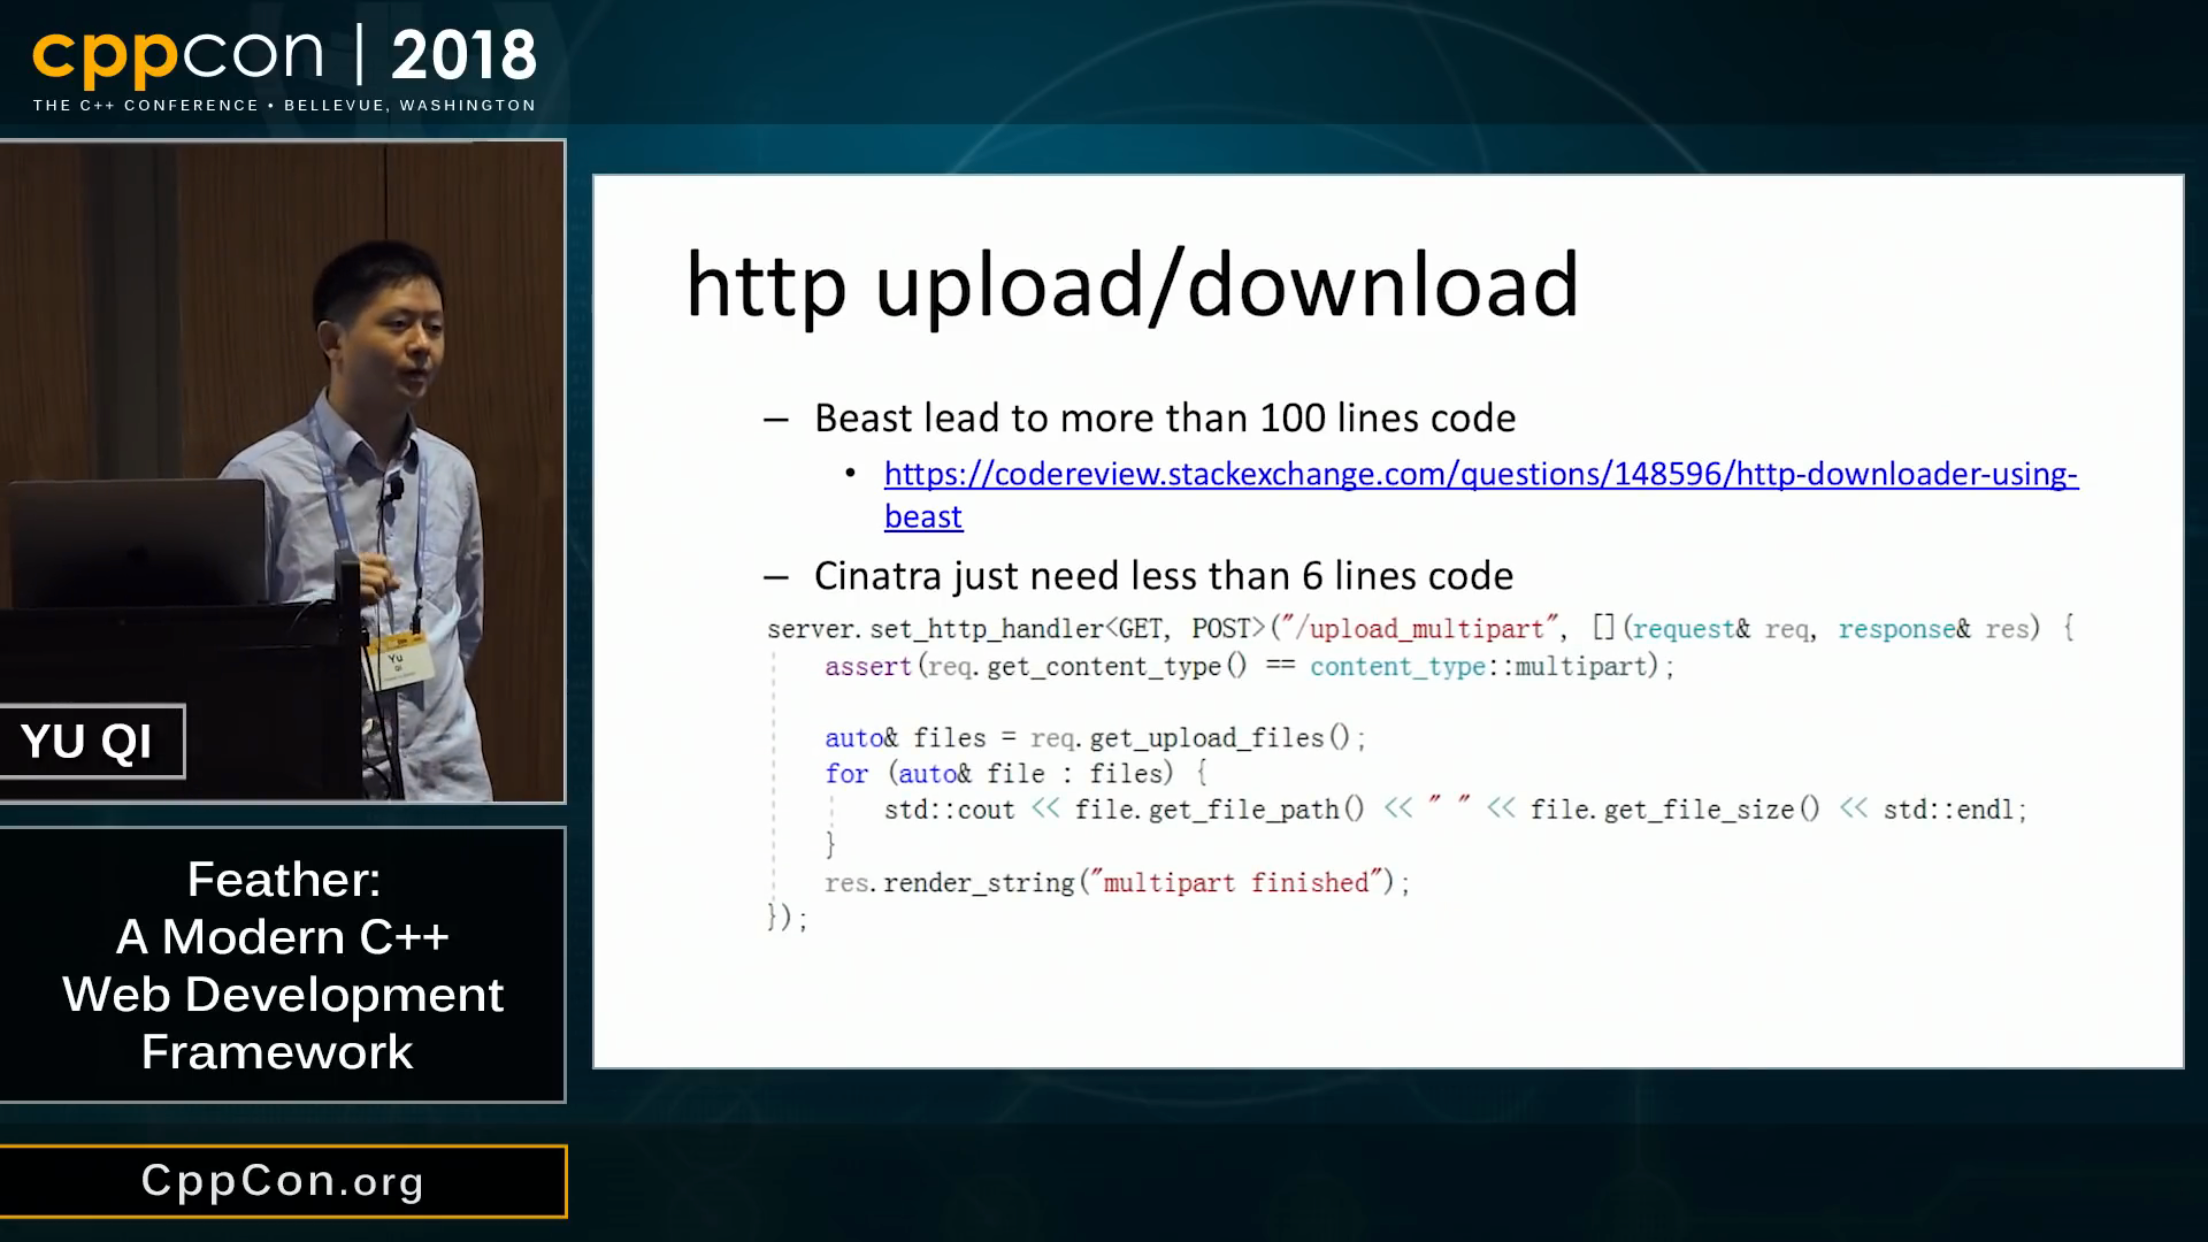 cppcon | 2018
THE C++ CONFERENCE • BELLEVUE, WASHINGTON
Yu
QI
YU QI
Feather:
A Modern C++
Web Development
Framework
CppCon.org
http upload/download
– Beast lead to more than 100 lines code
• https://codereview.stackexchange.com/questions/148596/http-downloader-using-
beast
– Cinatra just need less than 6 lines code
server.set_http_handler<GET, POST>("/upload_multipart", [](request& req, response& res) {
assert(req.get_content_type() == content_type::multipart);
auto& files = req.get_upload_files();
for (auto& file : files) {
std::cout << file.get_file_path() << " " << file.get_file_size() << std::endl;
}
res.render_string("multipart finished");
});